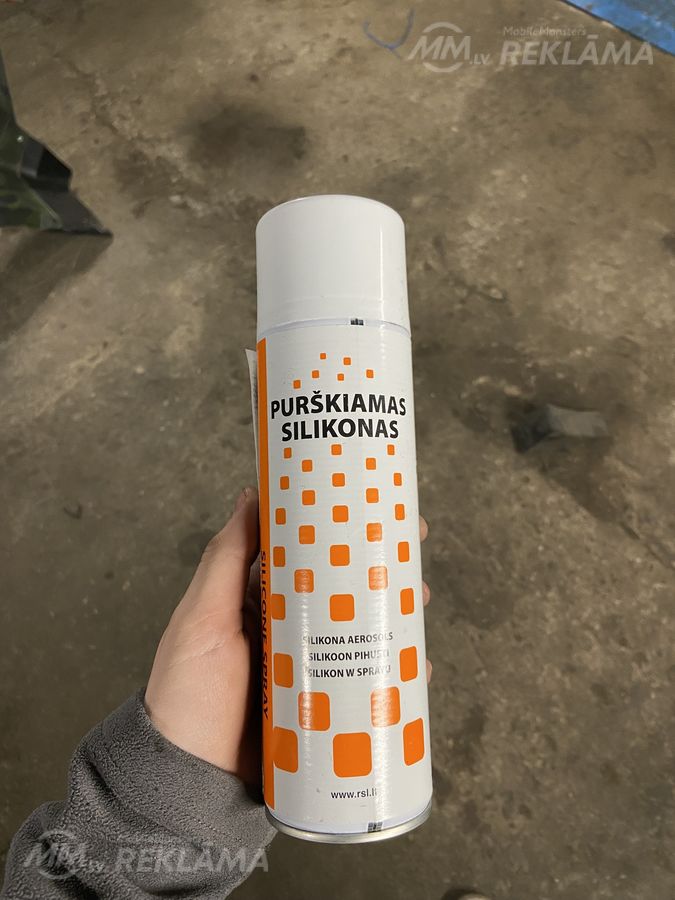 MobileMonsters
MM.LV REKLĀMA
PURŠKIAMAS
SILIKONAS
SILICONE SPRAY
SILIKONA AEROSOLS
SILIKOON PIHUSTI
SILIKON W SPRAYU
www.rsl.lt
MM.LV REKLĀMA